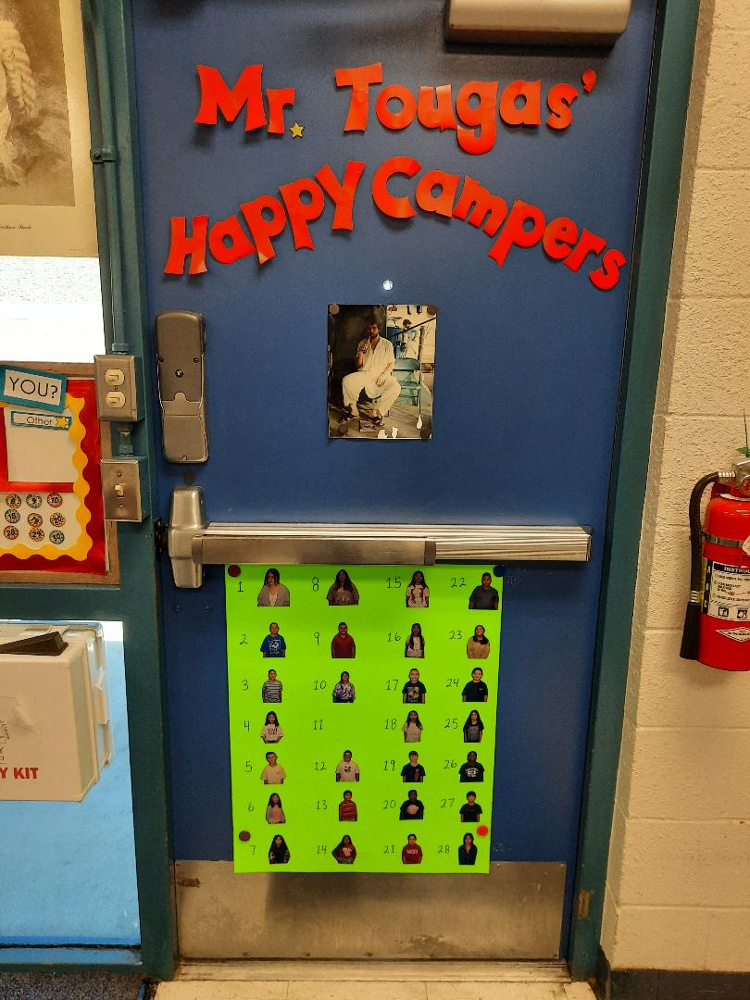 Mr. Tougas'
Happy Campers
YOU?
Other
Y KIT
1 8 15 22
2 9 16 23
3 10 17 24
4 11 18 25
5 12 19 26
6 13 20 27
7 14 21 28
A
B
C